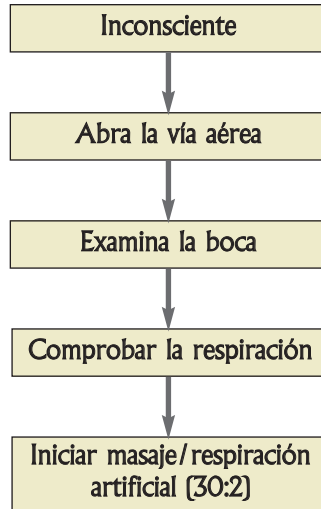 Inconsciente
Abra la vía aérea
Examina la boca
Comprobar la respiración
Iniciar masaje/respiración
artificial (30:2)